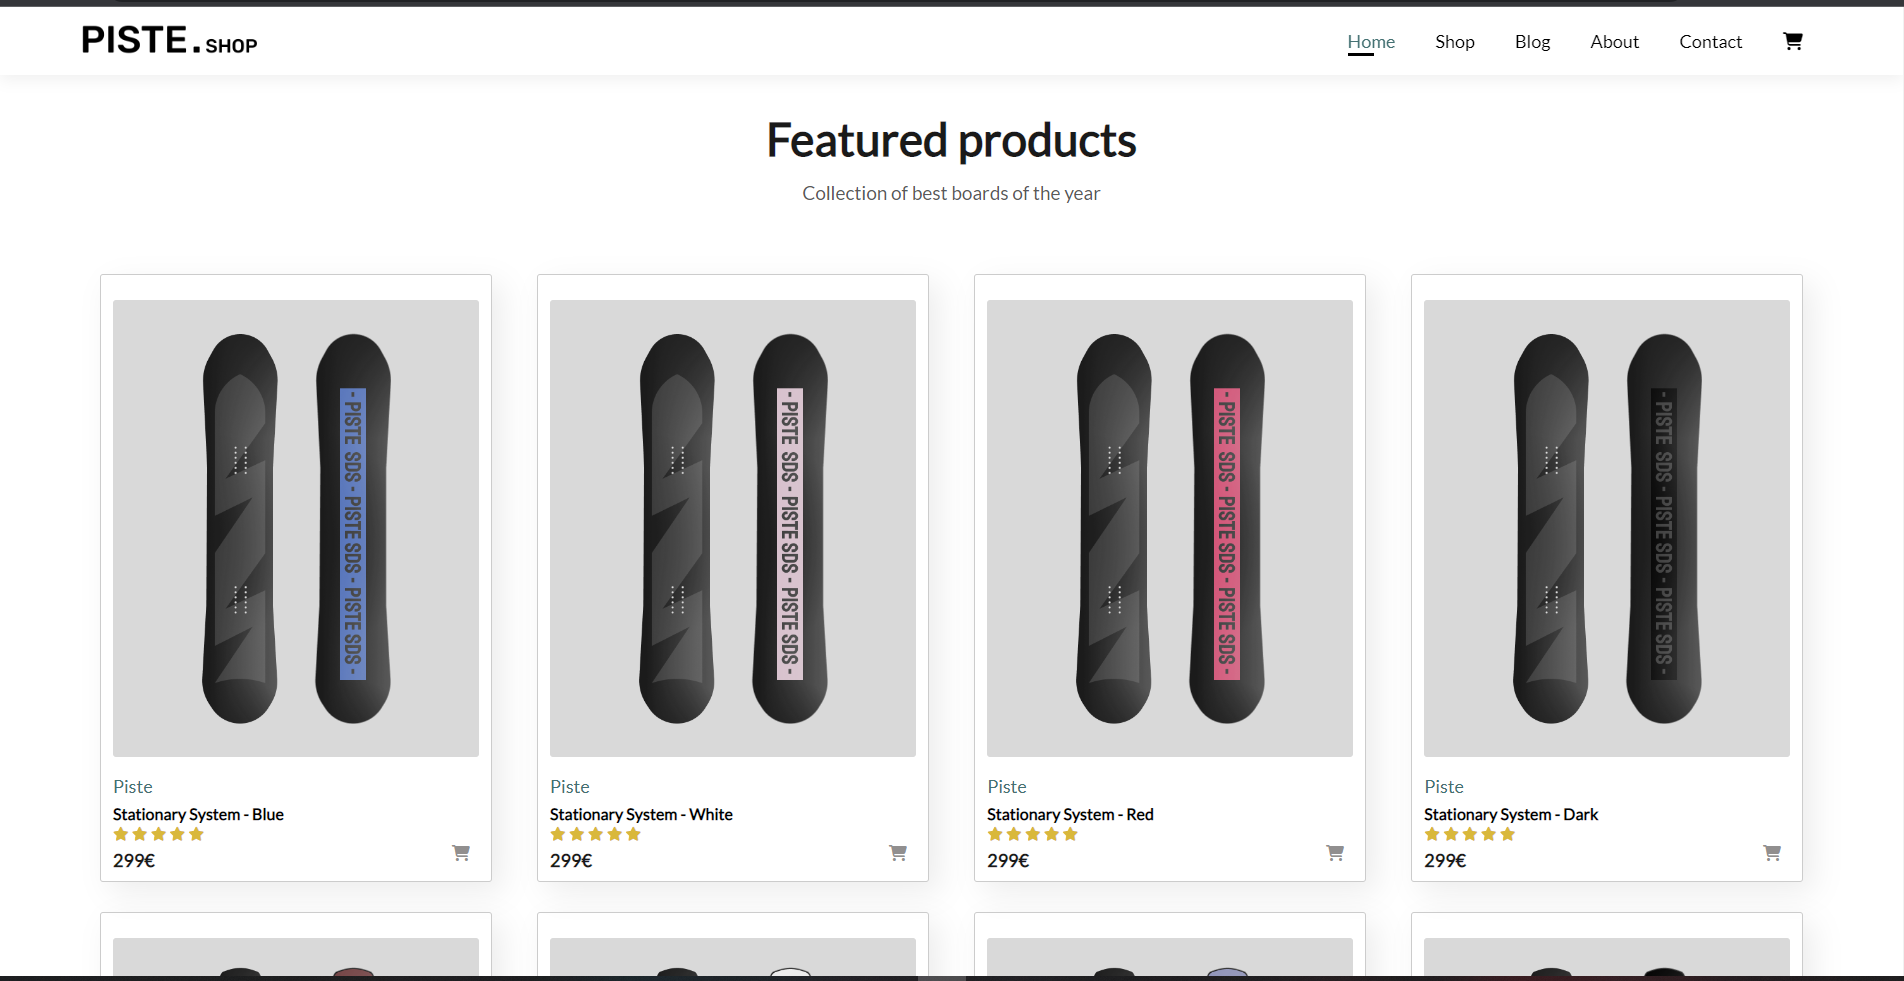 PISTE.SHOP
Home Shop Blog About Contact
Featured products
Collection of best boards of the year
- PISTE SDS - PISTE SDS - PISTE SDS -
- PISTE SDS - PISTE SDS - PISTE SDS -
- PISTE SDS - PISTE SDS - PISTE SDS -
- PISTE SDS - PISTE SDS - PISTE SDS -
Piste
Stationary System - Blue
299€
Piste
Stationary System - White
299€
Piste
Stationary System - Red
299€
Piste
Stationary System - Dark
299€